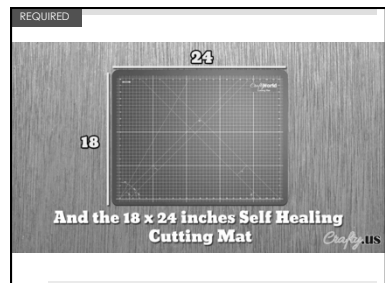 REQUIRED
24
18
And the 18 x 24 inches Self Healing
Cutting Mat
Crafty.us